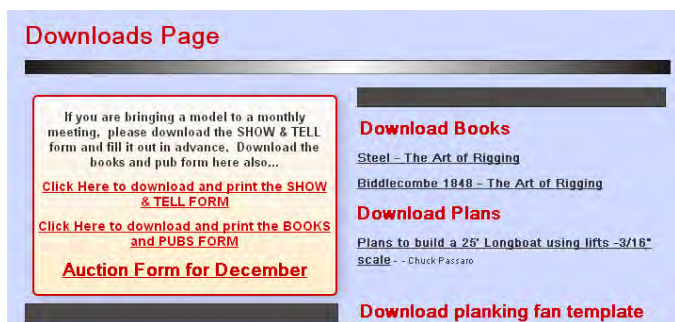 Downloads Page
If you are bringing a model to a monthly
meeting, please download the SHOW & TELL
form and fill it out in advance. Download the
books and pub form here also...
Click Here to download and print the SHOW
& TELL FORM
Click Here to download and print the BOOKS
and PUBS FORM
Auction Form for December
Download Books
Steel - The Art of Rigging
Biddlecombe 1848 - The Art of Rigging
Download Plans
Plans to build a 25' Longboat using lifts -3/16"
scale - - Chuck Passaro
Download planking fan template